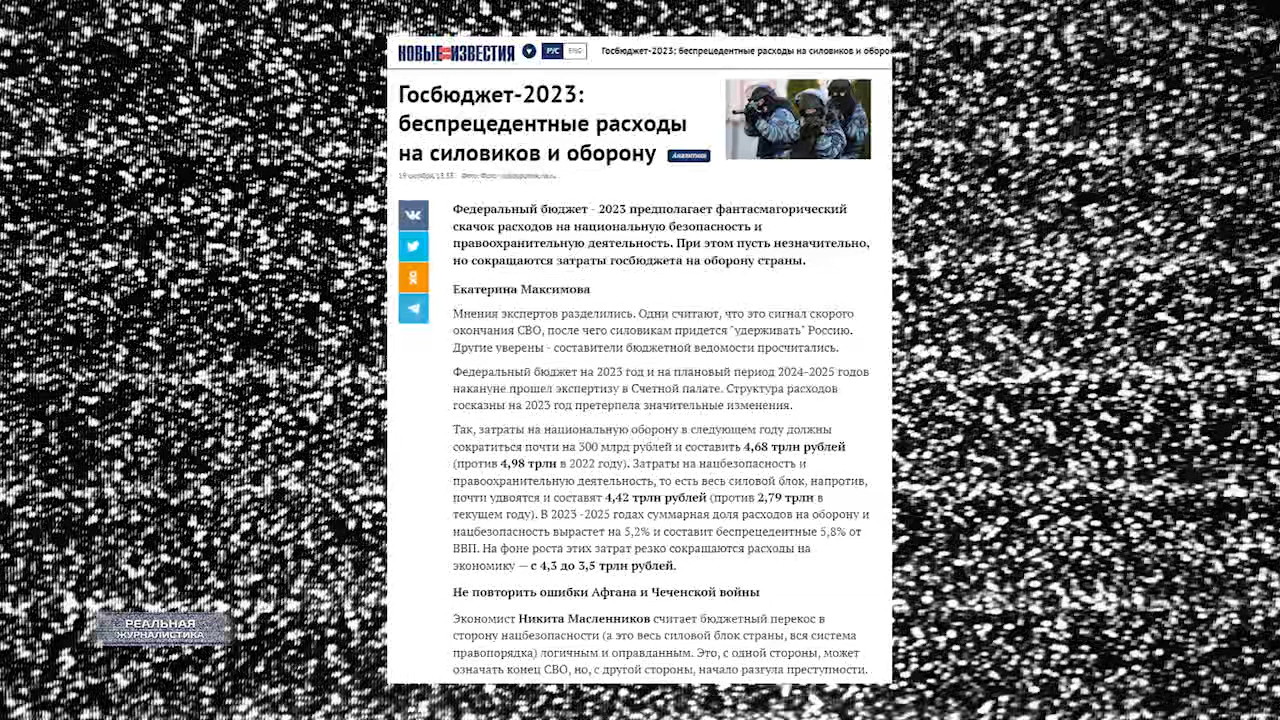 НОВЫЕ ИЗВЕСТИЯ РУС ENG Госбюджет-2023: беспрецедентные расходы на силовиков и оборо
Госбюджет-2023:
беспрецедентные расходы
на силовиков и оборону Аналитика
Федеральный бюджет - 2023 предполагает фантасмагорический
скачок расходов на национальную безопасность и
правоохранительную деятельность. При этом пусть незначительно,
но сокращаются затраты госбюджета на оборону страны.
Екатерина Максимова
Мнения экспертов разделились. Одни считают, что это сигнал скорого
окончания СВО, после чего силовикам придется "удерживать" Россию.
Другие уверены - составители бюджетной ведомости просчитались.
Федеральный бюджет на 2023 год и на плановый период 2024-2025 годов
накануне прошел экспертизу в Счетной палате. Структура расходов
госказны на 2023 год претерпела значительные изменения.
Так, затраты на национальную оборону в следующем году должны
сократиться почти на 300 млрд рублей и составить 4,68 трлн рублей
(против 4,98 трлн в 2022 году). Затраты на нацбезопасность и
правоохранительную деятельность, то есть весь силовой блок, напротив,
почти удвоятся и составят 4,42 трлн рублей (против 2,79 трлн в
текущем году). В 2023 -2025 годах суммарная доля расходов на оборону и
нацбезопасность вырастет на 5,2% и составит беспрецедентные 5,8% от
ВВП. На фоне роста этих затрат резко сокращаются расходы на
экономику — с 4,3 до 3,5 трлн рублей.
Не повторить ошибки Афгана и Чеченской войны
Экономист Никита Масленников считает бюджетный перекос в
сторону нацбезопасности (а это весь силовой блок страны, вся система
правопорядка) логичным и оправданным. Это, с одной стороны, может
означать конец СВО, но, с другой стороны, начало разгула преступности.
РЕАЛЬНАЯ
ЖУРНАЛИСТИКА